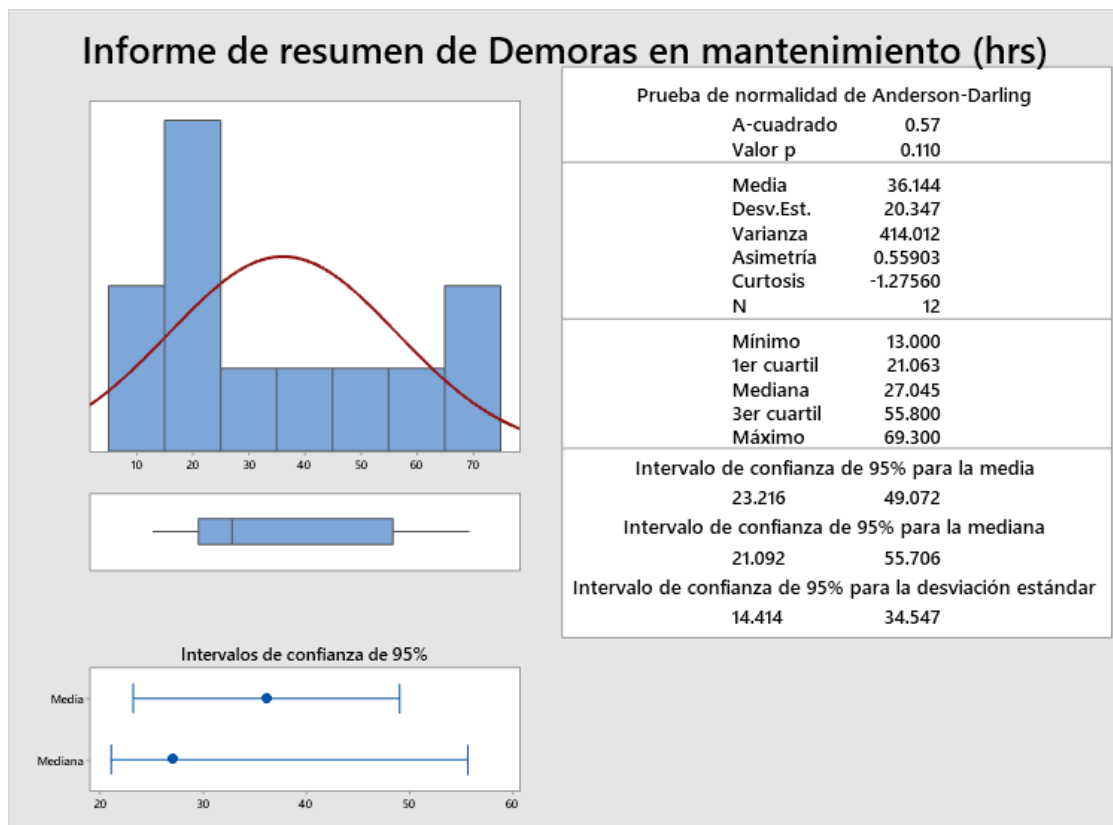 Informe de resumen de Demoras en mantenimiento (hrs)
10 20 30 40 50 60 70
Intervalos de confianza de 95%
Media
Mediana
20 30 40 50 60
Prueba de normalidad de Anderson-Darling
A-cuadrado 0.57
Valor p 0.110
Media 36.144
Desv.Est. 20.347
Varianza 414.012
Asimetría 0.55903
Curtosis -1.27560
N 12
Mínimo 13.000
1er cuartil 21.063
Mediana 27.045
3er cuartil 55.800
Máximo 69.300
Intervalo de confianza de 95% para la media
23.216 49.072
Intervalo de confianza de 95% para la mediana
21.092 55.706
Intervalo de confianza de 95% para la desviación estándar
14.414 34.547